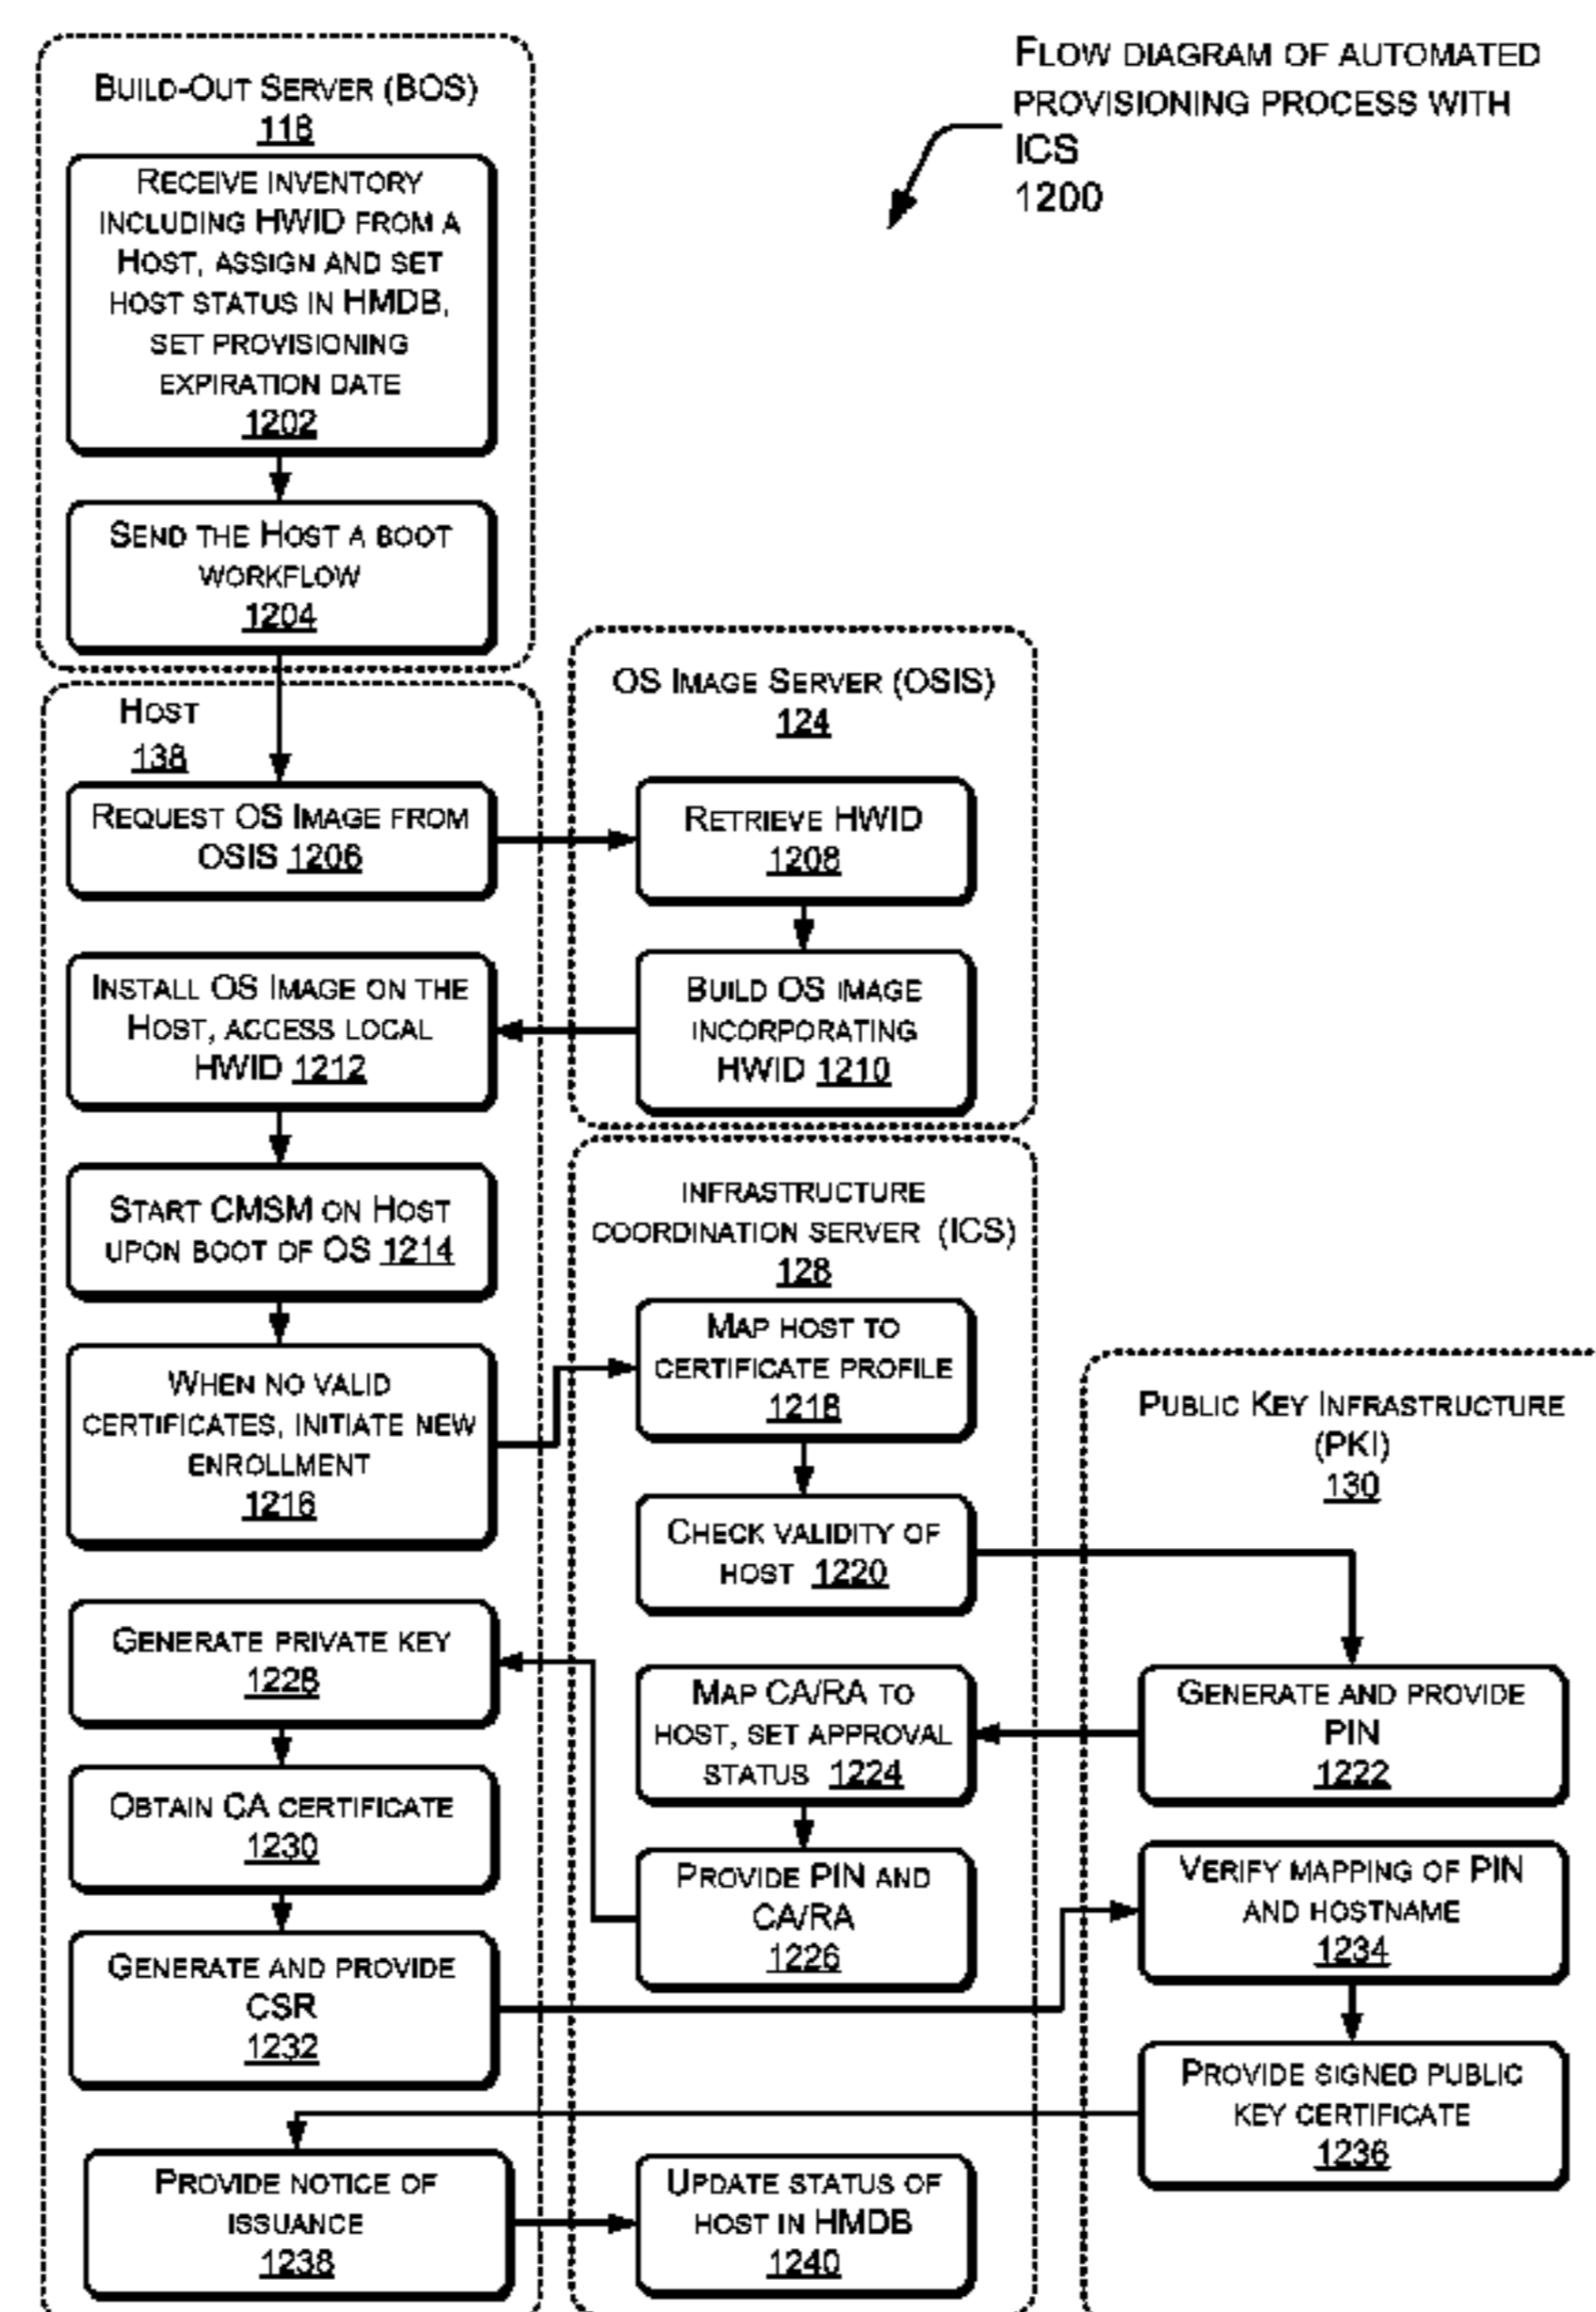 FLOW DIAGRAM OF AUTOMATED
PROVISIONING PROCESS WITH
ICS
1200
BUILD-OUT SERVER (BOS)
118
RECEIVE INVENTORY
INCLUDING HWID FROM A
HOST, ASSIGN AND SET
HOST STATUS IN HMDB,
SET PROVISIONING
EXPIRATION DATE
1202
SEND THE HOST A BOOT
WORKFLOW
1204
HOST
138
REQUEST OS IMAGE FROM
OSIS 1206
OS IMAGE SERVER (OSIS)
124
RETRIEVE HWID
1208
BUILD OS IMAGE
INCORPORATING
HWID 1210
INSTALL OS IMAGE ON THE
HOST, ACCESS LOCAL
HWID 1212
START CMSM ON HOST
UPON BOOT OF OS 1214
WHEN NO VALID
CERTIFICATES, INITIATE NEW
ENROLLMENT
1216
INFRASTRUCTURE
COORDINATION SERVER (ICS)
128
MAP HOST TO
CERTIFICATE PROFILE
1218
CHECK VALIDITY OF
HOST 1220
PUBLIC KEY INFRASTRUCTURE
(PKI)
130
GENERATE AND PROVIDE
PIN
1222
MAP CA/RA TO
HOST, SET APPROVAL
STATUS 1224
PROVIDE PIN AND
CA/RA
1226
GENERATE PRIVATE KEY
1228
OBTAIN CA CERTIFICATE
1230
GENERATE AND PROVIDE
CSR
1232
VERIFY MAPPING OF PIN
AND HOSTNAME
1234
PROVIDE SIGNED PUBLIC
KEY CERTIFICATE
1236
PROVIDE NOTICE OF
ISSUANCE
1238
UPDATE STATUS OF
HOST IN HMDB
1240